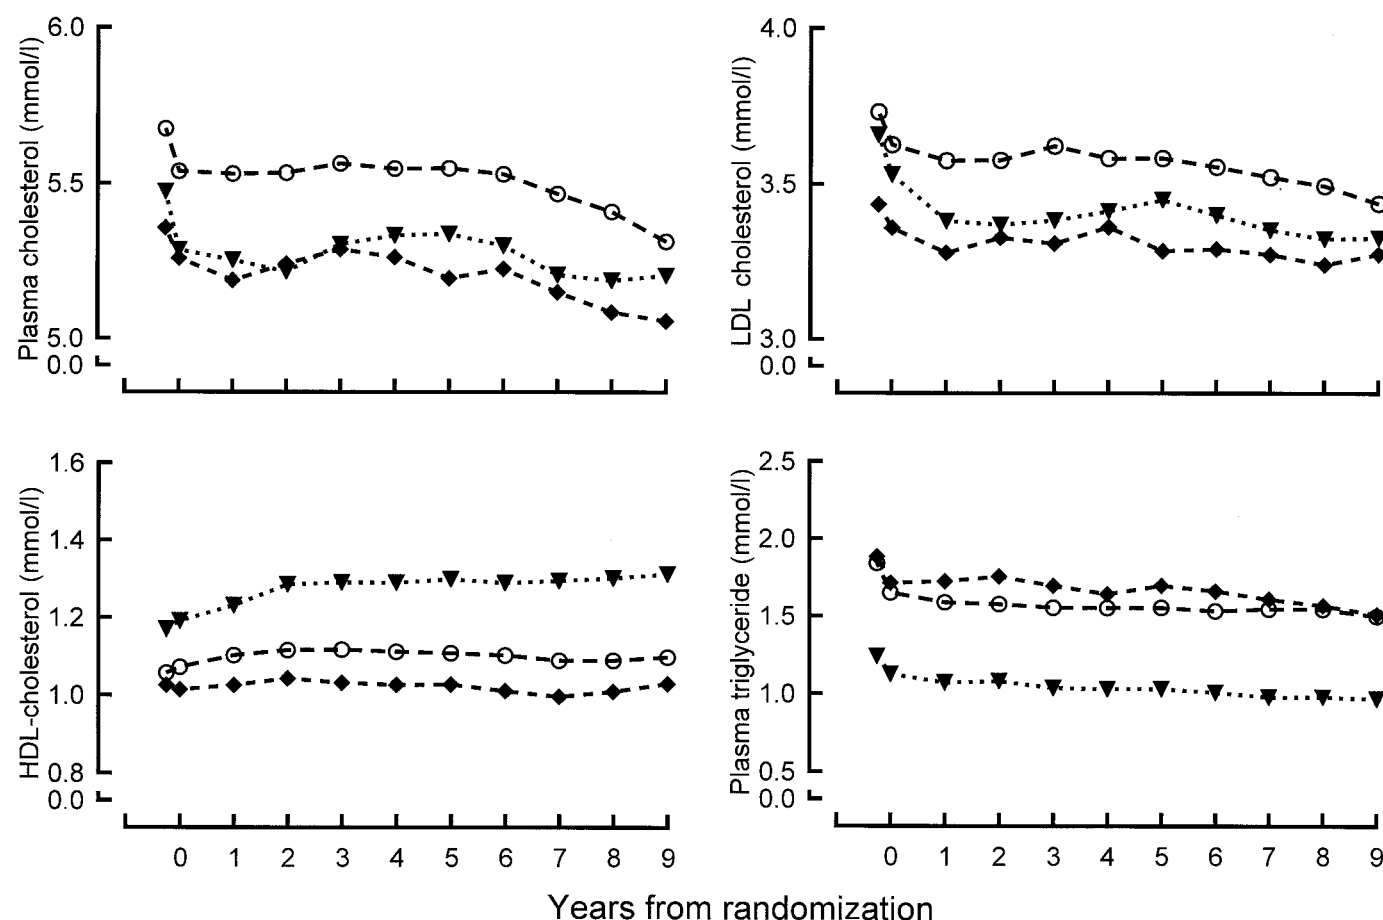 Plasma cholesterol (mmol/l)
6.0
5.5
5.0
0.0
LDL cholesterol (mmol/l)
4.0
3.5
3.0
0.0
HDL-cholesterol (mmol/l)
1.6
1.4
1.2
1.0
0.8
0.0
0 1 2 3 4 5 6 7 8 9
Plasma triglyceride (mmol/l)
2.5
2.0
1.5
1.0
0.5
0.0
0 1 2 3 4 5 6 7 8 9
Years from randomization